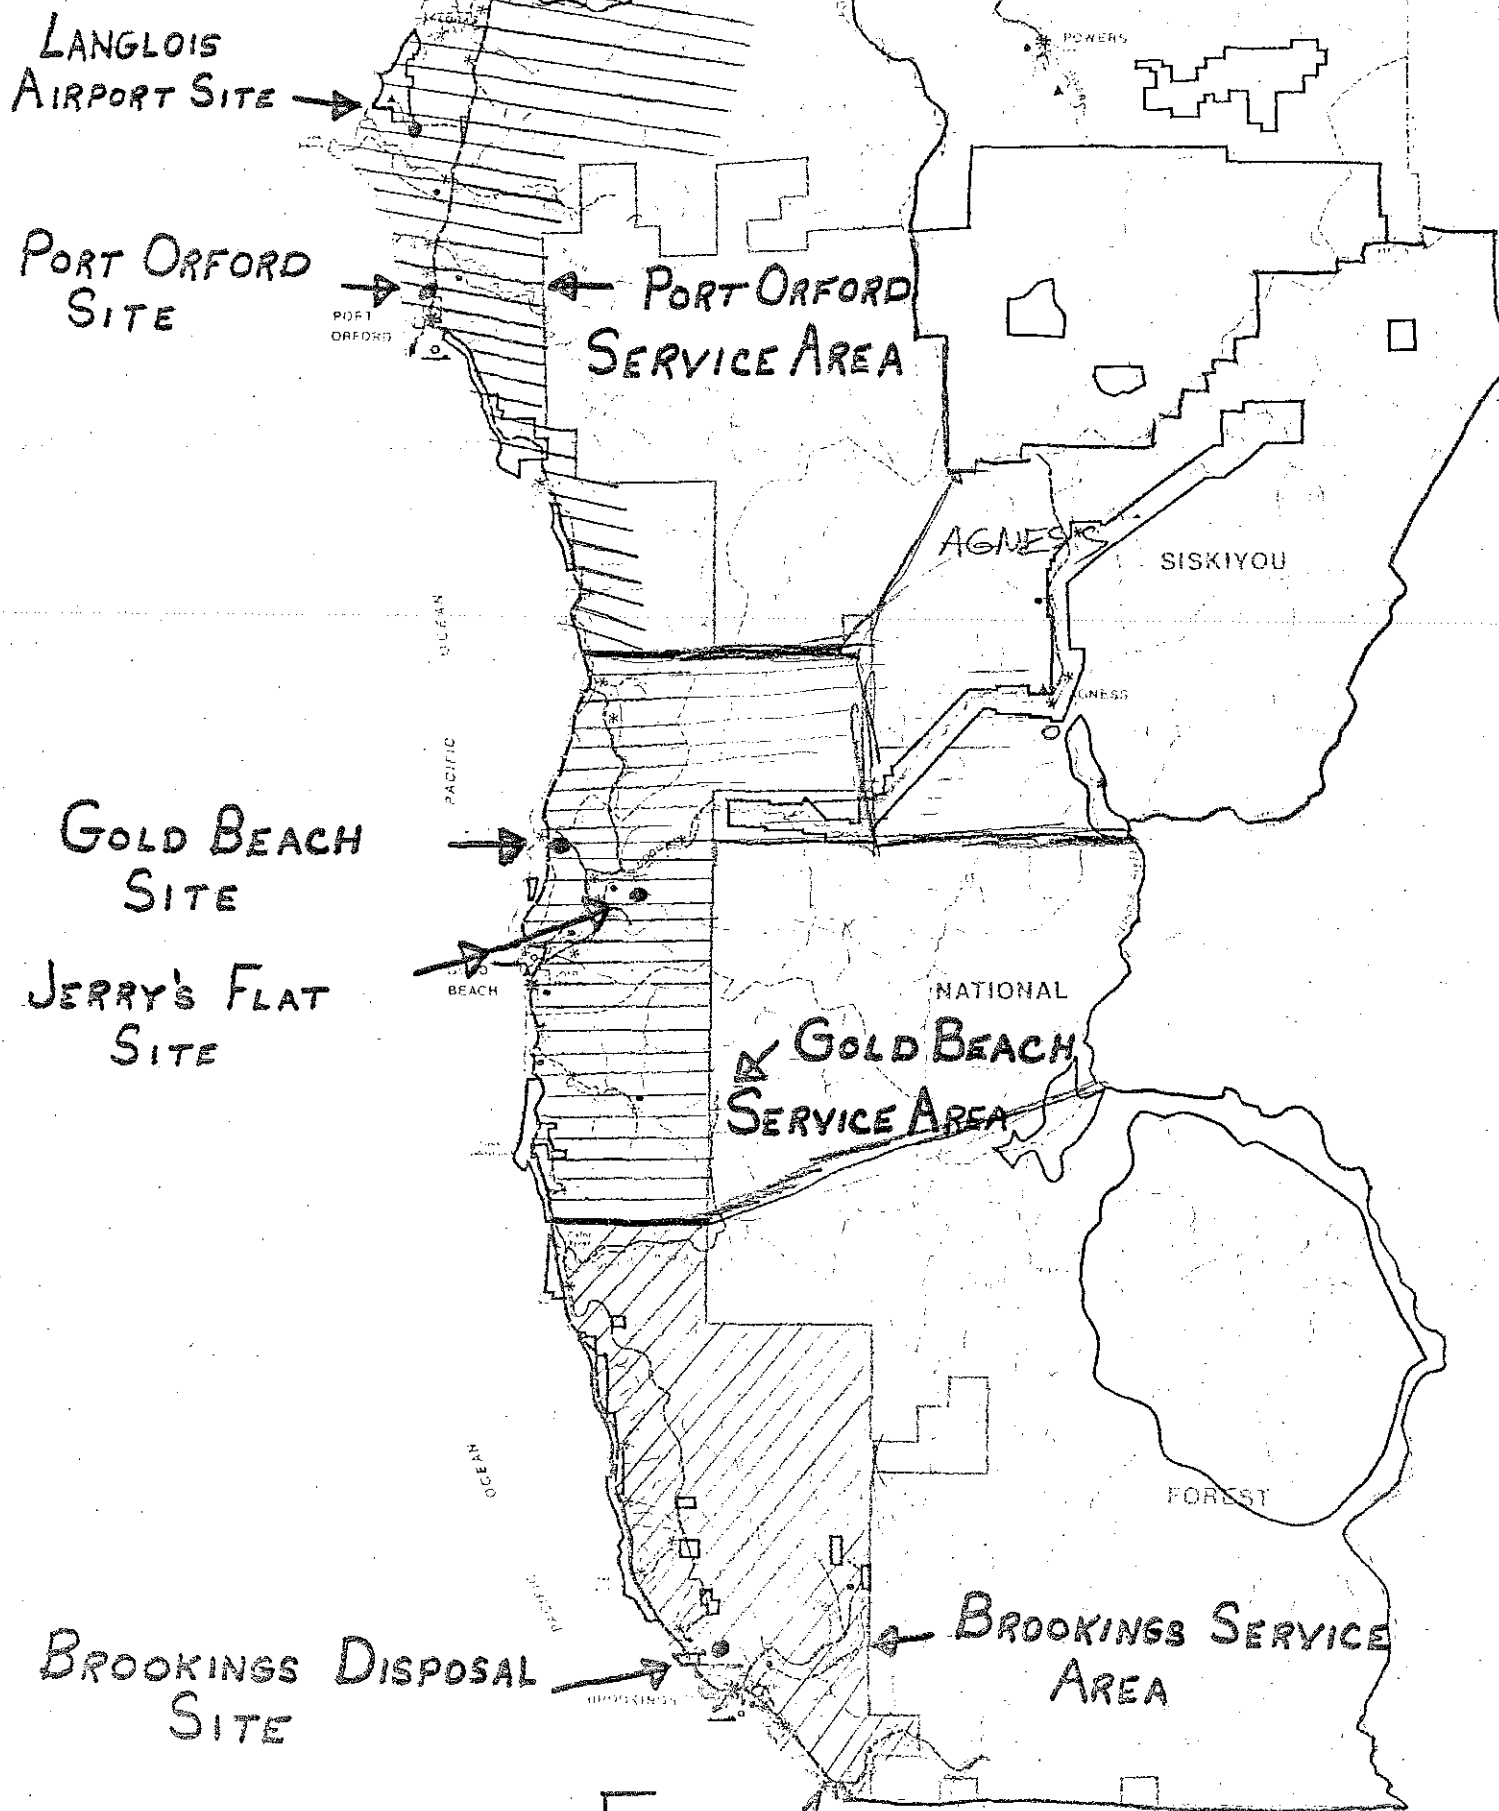 LANGLOIS
AIRPORT SITE
POWERS
PORT ORFORD
SITE
PORT
ORFORD
PORT ORFORD
SERVICE AREA
AGNESS
SISKIYOU
OCEAN
PACIFIC
AGNESS
GOLD BEACH
SITE
JERRY'S FLAT
SITE
BEACH
NATIONAL
GOLD BEACH
SERVICE AREA
OCEAN
PACIFIC
FOREST
BROOKINGS DISPOSAL
SITE
BROOKINGS
BROOKINGS SERVICE
AREA